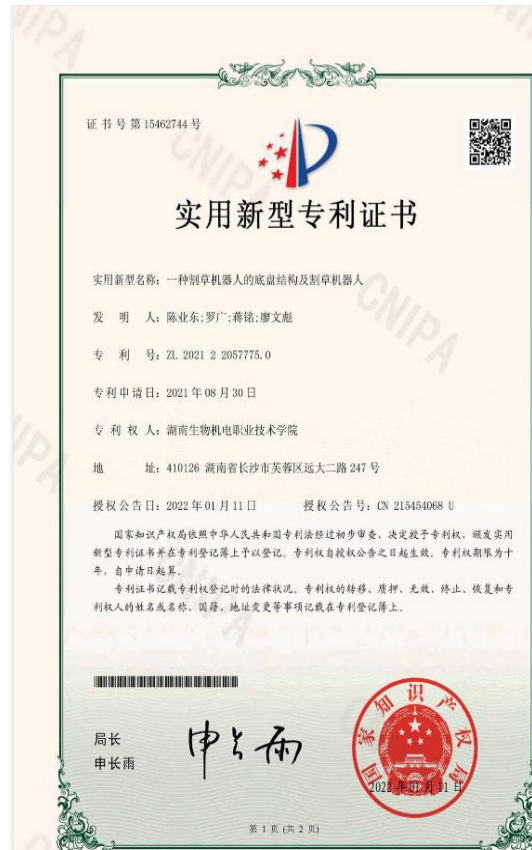 证书号第15462744号
实用新型专利证书
实用新型名称：一种割草机器人的底盘结构及割草机器人
发 明 人：陈业东;罗广;蒋铭;廖文彪
专 利 号：ZL 2021 2 2057775.0
专利申请日：2021年08月30日
专 利 权 人：湖南生物机电职业技术学院
地 址：410126 湖南省长沙市芙蓉区远大二路247号
授权公告日：2022年01月11日 授权公告号：CN 215454068 U
国家知识产权局依照中华人民共和国专利法经过初步审查，决定授予专利权，颁发实用
新型专利证书并在专利登记簿上予以登记。专利权自授权公告之日起生效。专利权期限为十
年，自申请日起算。
专利证书记载专利权登记时的法律状况。专利权的转移、质押、无效、终止、恢复和专
利权人的姓名或名称、国籍、地址变更等事项记载在专利登记簿上。
局长
申长雨
申长雨
国家知识产权局
2022年01月11日
第 1 页 (共 2 页)
CNIPA
CNIPA
CNIPA
CNIPA